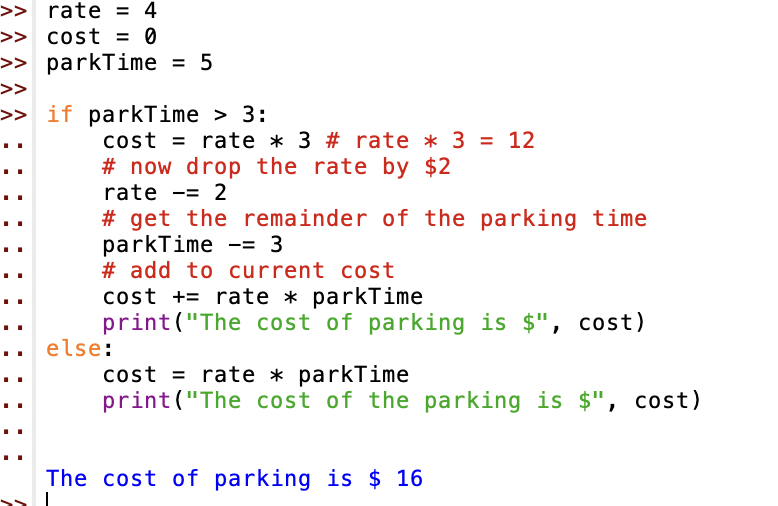 >> rate = 4
>> cost = 0
>> parkTime = 5
>>
>> if parkTime > 3:
..     cost = rate * 3 # rate * 3 = 12
..     # now drop the rate by $2
..     rate -= 2
..     # get the remainder of the parking time
..     parkTime -= 3
..     # add to current cost
..     cost += rate * parkTime
..     print("The cost of parking is $", cost)
.. else:
..     cost = rate * parkTime
..     print("The cost of the parking is $", cost)
..
..
The cost of parking is $ 16
>>